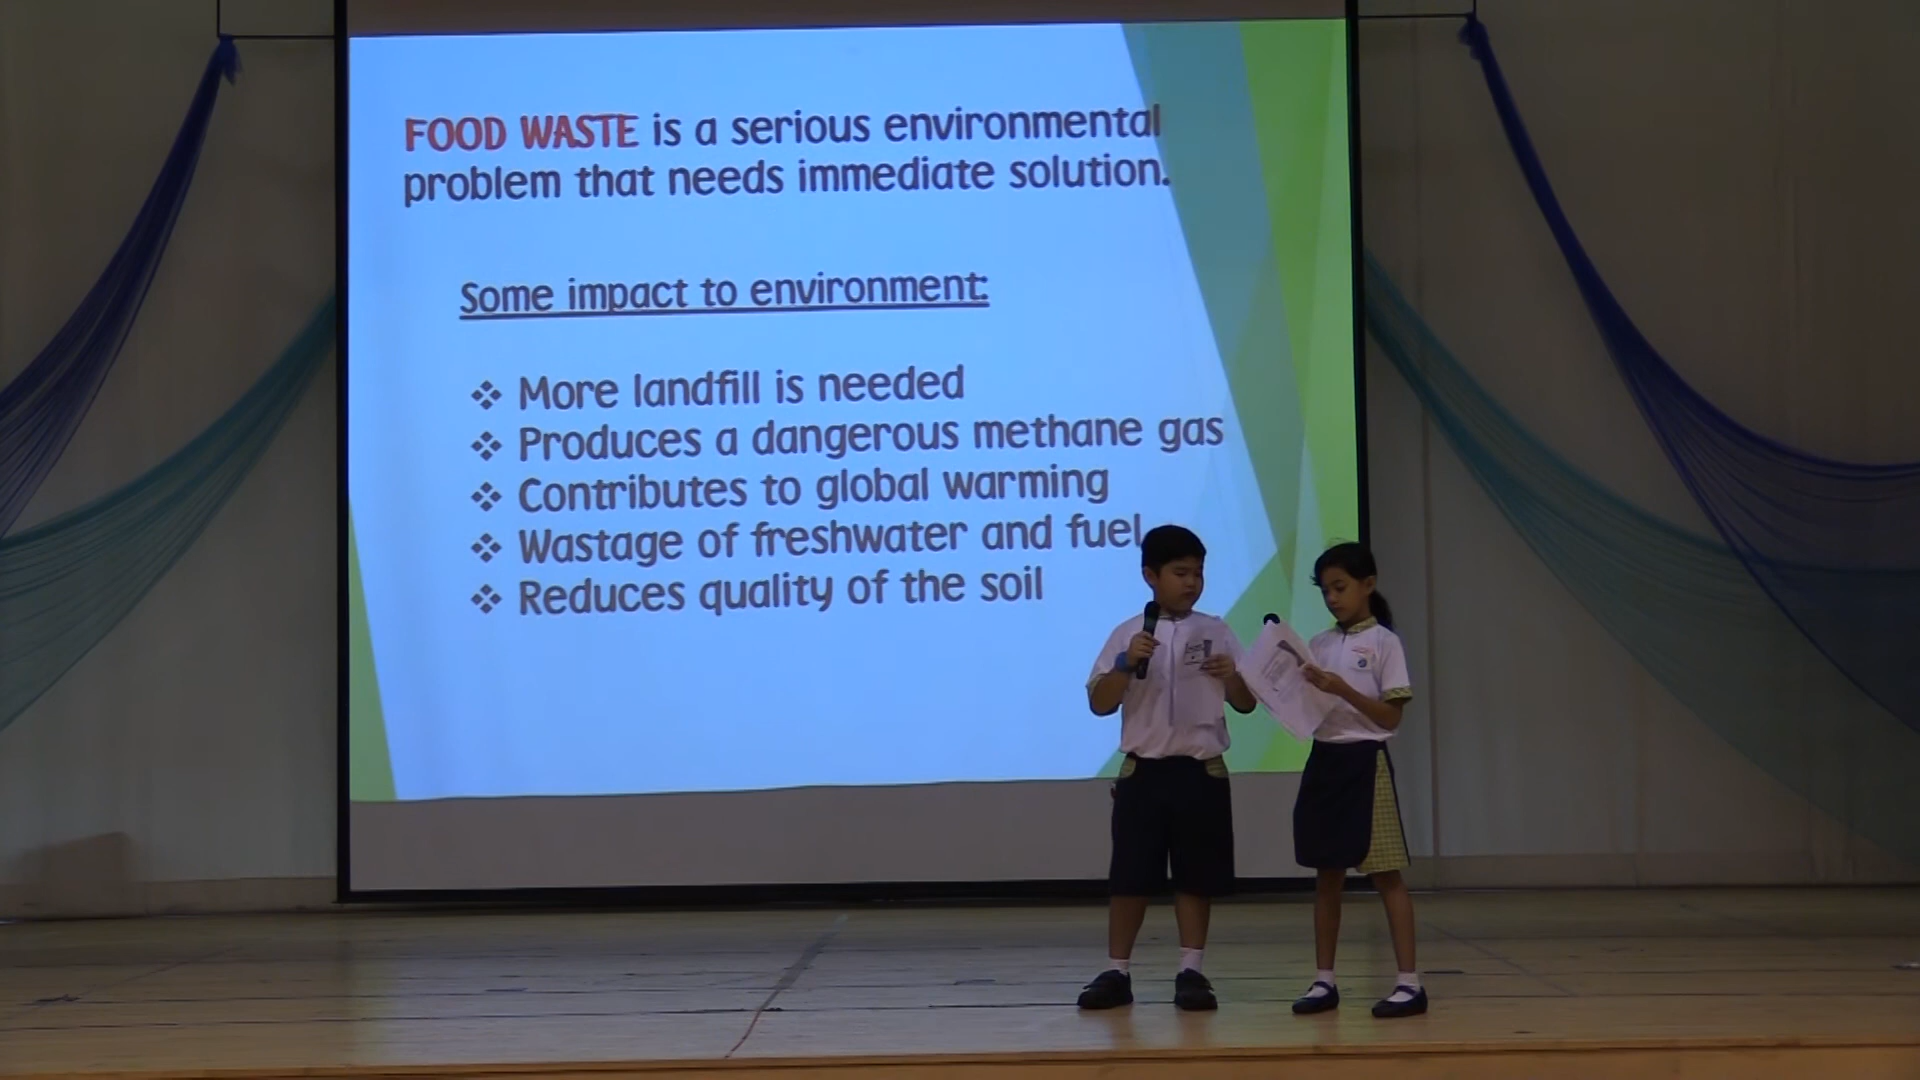 FOOD WASTE is a serious environmental
problem that needs immediate solution.
Some impact to environment:
❖ More landfill is needed
❖ Produces a dangerous methane gas
❖ Contributes to global warming
❖ Wastage of freshwater and fuel
❖ Reduces quality of the soil